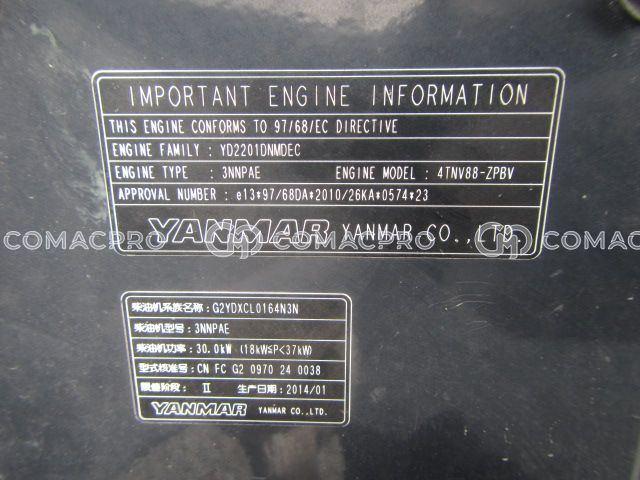 IMPORTANT ENGINE INFORMATION
THIS ENGINE CONFORMS TO 97/68/EC DIRECTIVE
ENGINE FAMILY : YD2201DNMDEC
ENGINE TYPE : 3NNPAE ENGINE MODEL : 4TNV88-ZPBV
APPROVAL NUMBER : e13*97/68DA*2010/26KA*0574*23
YANMAR YANMAR CO.,LTD.
COMACPRO COMACPRO COMACPRO
柴油机系族名称: G2YDXCL0164N3N
柴油机型号: 3NNPAE
柴油机功率: 30.0kW (18kW≤P<37kW)
型式核准号: CN FC G2 0970 24 0038
限值阶段: II 生产日期: 2014/01
YANMAR YANMAR CO.,LTD.